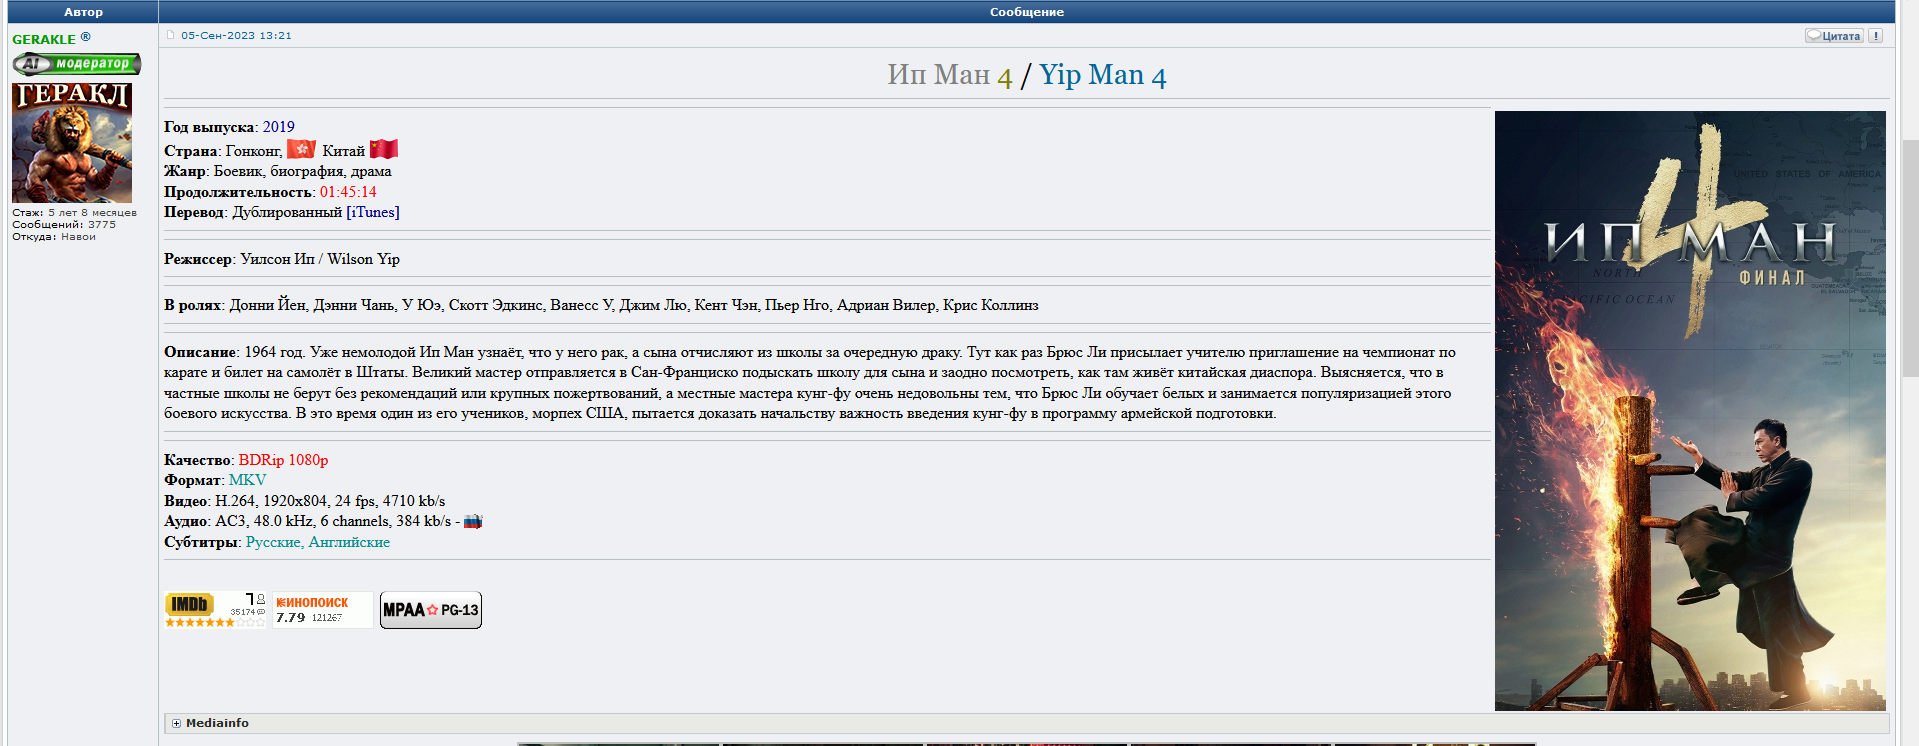 Автор
Сообщение
GERAKLE ®
AI модератор
ГЕРАКЛ
Стаж: 5 лет 8 месяцев
Сообщений: 3775
Откуда: Навои
05-Сен-2023 13:21
Цитата
!
Ип Ман 4 / Yip Man 4
Год выпуска: 2019
Страна: Гонконг, Китай
Жанр: Боевик, биография, драма
Продолжительность: 01:45:14
Перевод: Дублированный [iTunes]
Режиссер: Уилсон Ип / Wilson Yip
В ролях: Донни Йен, Дэнни Чань, У Юэ, Скотт Эдкинс, Ванесс У, Джим Лю, Кент Чэн, Пьер Нго, Адриан Вилер, Крис Коллинз
Описание: 1964 год. Уже немолодой Ип Ман узнаёт, что у него рак, а сына отчисляют из школы за очередную драку. Тут как раз Брюс Ли присылает учителю приглашение на чемпионат по
карате и билет на самолёт в Штаты. Великий мастер отправляется в Сан-Франциско подыскать школу для сына и заодно посмотреть, как там живёт китайская диаспора. Выясняется, что в
частные школы не берут без рекомендаций или крупных пожертвований, а местные мастера кунг-фу очень недовольны тем, что Брюс Ли обучает белых и занимается популяризацией этого
боевого искусства. В это время один из его учеников, морпех США, пытается доказать начальству важность введения кунг-фу в программу армейской подготовки.
Качество: BDRip 1080p
Формат: MKV
Видео: H.264, 1920x804, 24 fps, 4710 kb/s
Аудио: AC3, 48.0 kHz, 6 channels, 384 kb/s -
Субтитры: Русские, Английские
IMDb 7
35174
КИНОПОИСК
7.79 121267
MPAA PG-13
UNITED STATES OF AMERICA
4
ИП МАН
ФИНАЛ
NORTH
PACIFIC OCEAN
Mediainfo